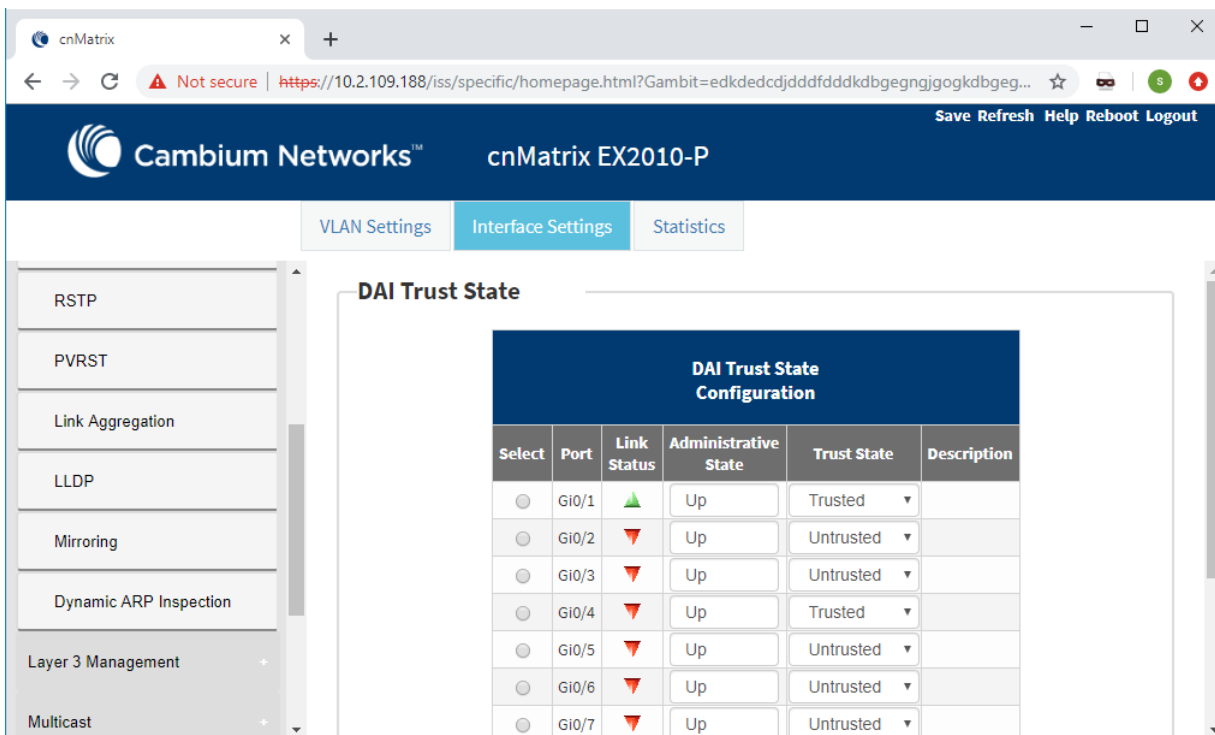 cnMatrix
Not secure | https://10.2.109.188/iss/specific/homepage.html?Gambit=edkdedcdjdddfdddkdbgegngjgogkdbgeg...
S
Save Refresh Help Reboot Logout
Cambium Networks™ cnMatrix EX2010-P
VLAN Settings Interface Settings Statistics
RSTP
PVRST
Link Aggregation
LLDP
Mirroring
Dynamic ARP Inspection
Layer 3 Management +
Multicast +
DAI Trust State
DAI Trust State
Configuration
Select Port Link Status Administrative State Trust State Description
Gi0/1 Up Trusted
Gi0/2 Up Untrusted
Gi0/3 Up Untrusted
Gi0/4 Up Trusted
Gi0/5 Up Untrusted
Gi0/6 Up Untrusted
Gi0/7 Up Untrusted